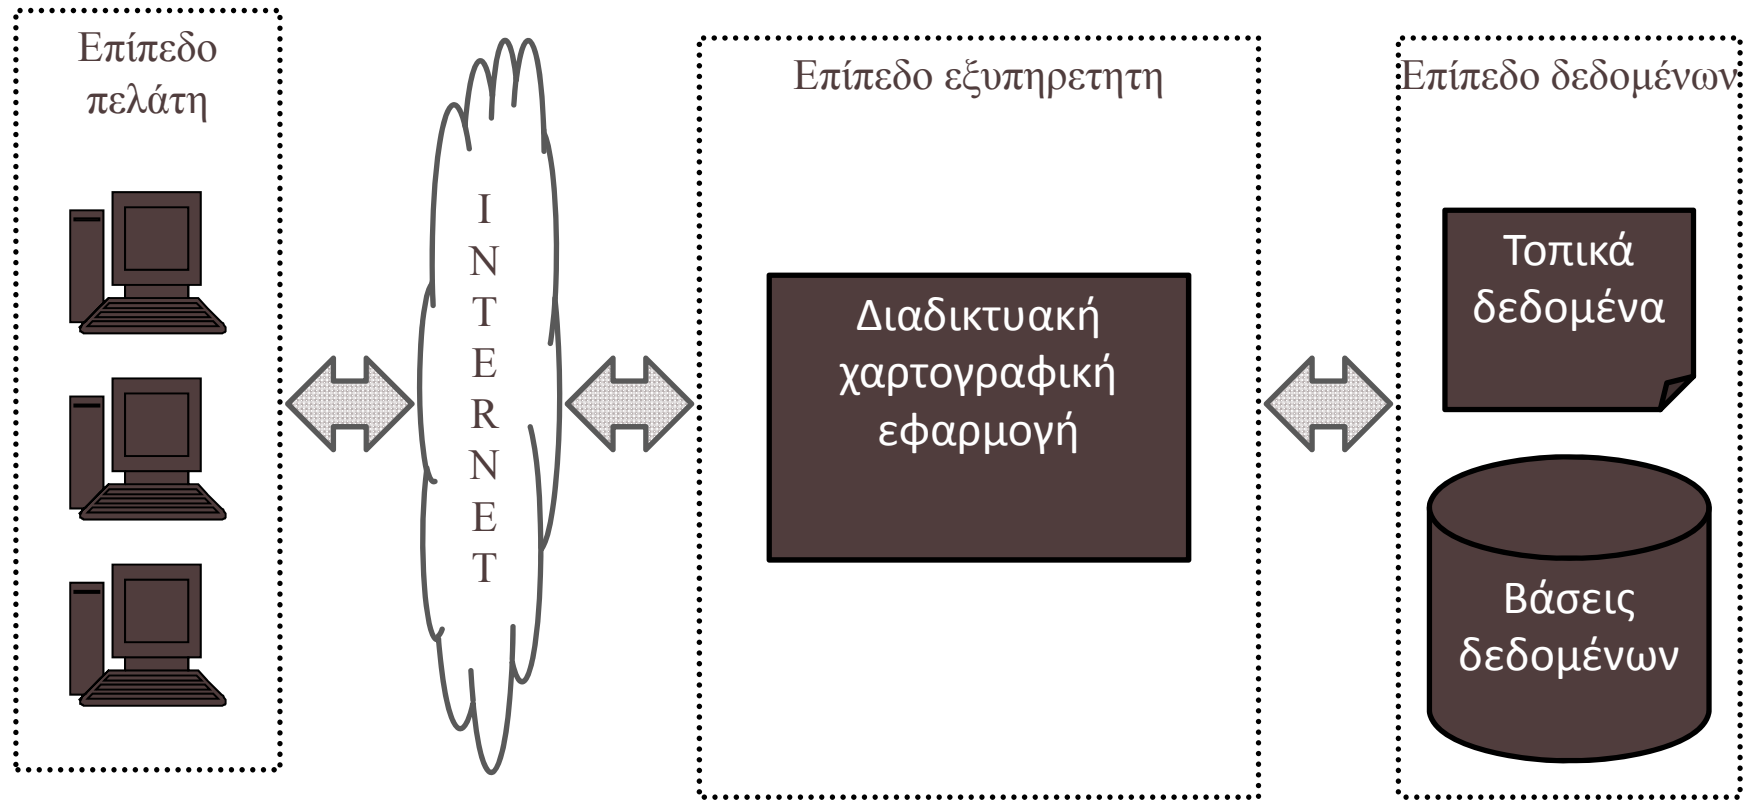 Επίπεδο
πελάτη
I
N
T
E
R
N
E
T
Επίπεδο εξυπηρετητη
Διαδικτυακή
χαρτογραφική
εφαρμογή
Επίπεδο δεδομένων
Τοπικά
δεδομένα
Βάσεις
δεδομένων